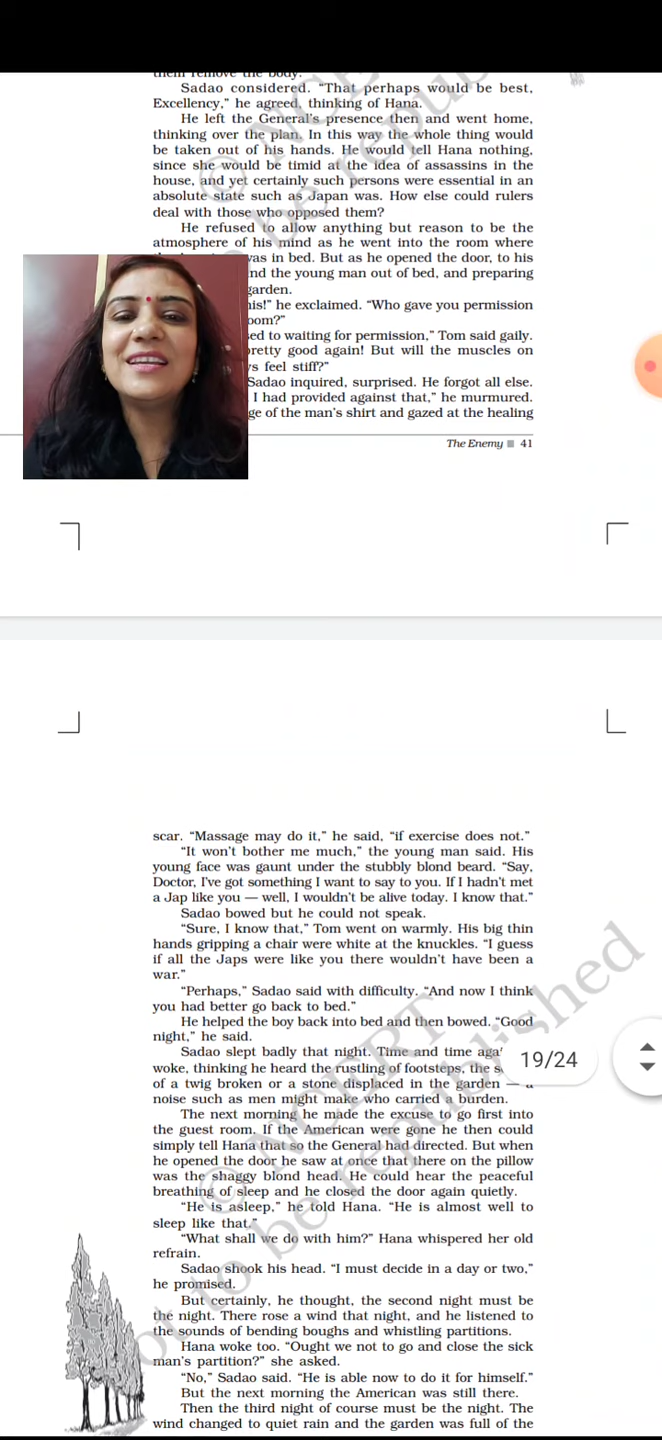 them remove the body."
Sadao considered. “That perhaps would be best,
Excellency,” he agreed, thinking of Hana.
He left the General's presence then and went home,
thinking over the plan. In this way the whole thing would
be taken out of his hands. He would tell Hana nothing,
since she would be timid at the idea of assassins in the
house, and yet certainly such persons were essential in an
absolute state such as Japan was. How else could rulers
deal with those who opposed them?
He refused to allow anything but reason to be the
atmosphere of his mind as he went into the room where
was in bed. But as he opened the door, to his
nd the young man out of bed, and preparing
garden.
his!” he exclaimed. “Who gave you permission
oom?”
sed to waiting for permission,” Tom said gaily.
pretty good again! But will the muscles on
s feel stiff?”
Sadao inquired, surprised. He forgot all else.
I had provided against that,” he murmured.
ge of the man's shirt and gazed at the healing
The Enemy 41
scar. “Massage may do it,” he said, “if exercise does not.”
“It won't bother me much,” the young man said. His
young face was gaunt under the stubbly blond beard. “Say,
Doctor, I've got something I want to say to you. If I hadn't met
a Jap like you — well, I wouldn't be alive today. I know that.”
Sadao bowed but he could not speak.
“Sure, I know that,” Tom went on warmly. His big thin
hands gripping a chair were white at the knuckles. “I guess
if all the Japs were like you there wouldn't have been a
war.”
“Perhaps,” Sadao said with difficulty. “And now I think
you had better go back to bed.”
He helped the boy back into bed and then bowed. “Good
night,” he said.
Sadao slept badly that night. Time and time aga
woke, thinking he heard the rustling of footsteps, the s
of a twig broken or a stone displaced in the garden — a
noise such as men might make who carried a burden.
The next morning he made the excuse to go first into
the guest room. If the American were gone he then could
simply tell Hana that so the General had directed. But when
he opened the door he saw at once that there on the pillow
was the shaggy blond head. He could hear the peaceful
breathing of sleep and he closed the door again quietly.
“He is asleep,” he told Hana. “He is almost well to
sleep like that.”
“What shall we do with him?” Hana whispered her old
refrain.
Sadao shook his head. “I must decide in a day or two,”
he promised.
But certainly, he thought, the second night must be
the night. There rose a wind that night, and he listened to
the sounds of bending boughs and whistling partitions.
Hana woke too. “Ought we not to go and close the sick
man's partition?” she asked.
“No,” Sadao said. “He is able now to do it for himself.”
But the next morning the American was still there.
Then the third night of course must be the night. The
wind changed to quiet rain and the garden was full of the
19/24
© NCERT
not to be republished